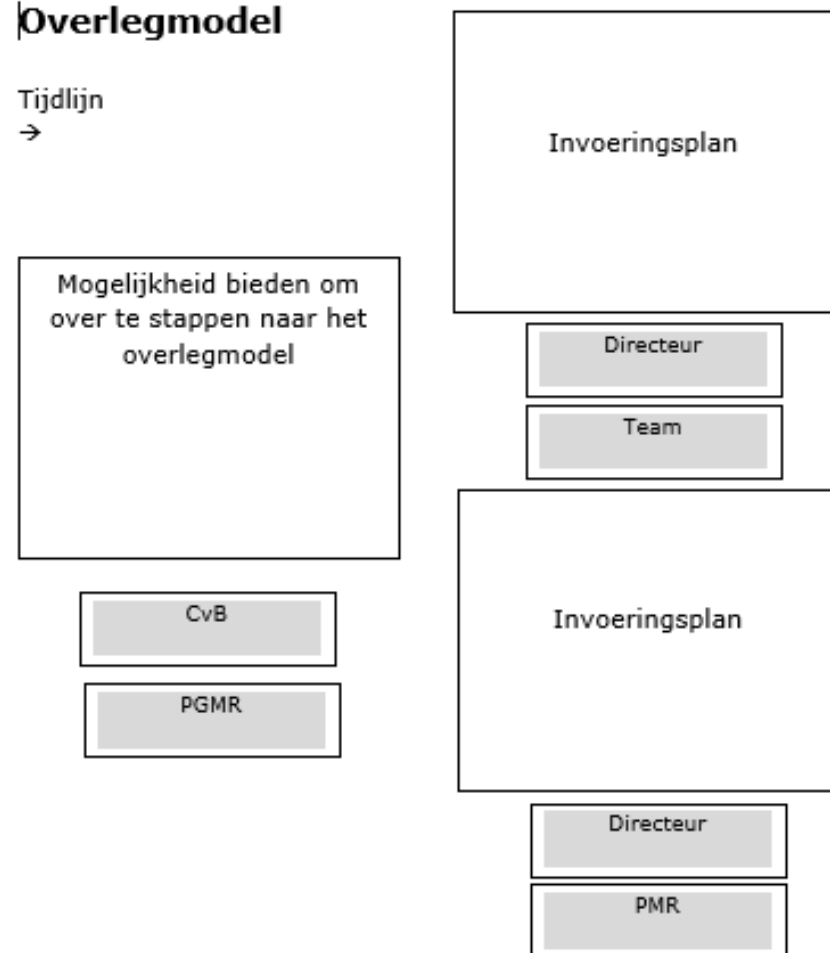 Overlegmodel
Tijdlijn
→
Mogelijkheid bieden om
over te stappen naar het
overlegmodel
CvB
PGMR
Invoeringsplan
Directeur
Team
Invoeringsplan
Directeur
PMR